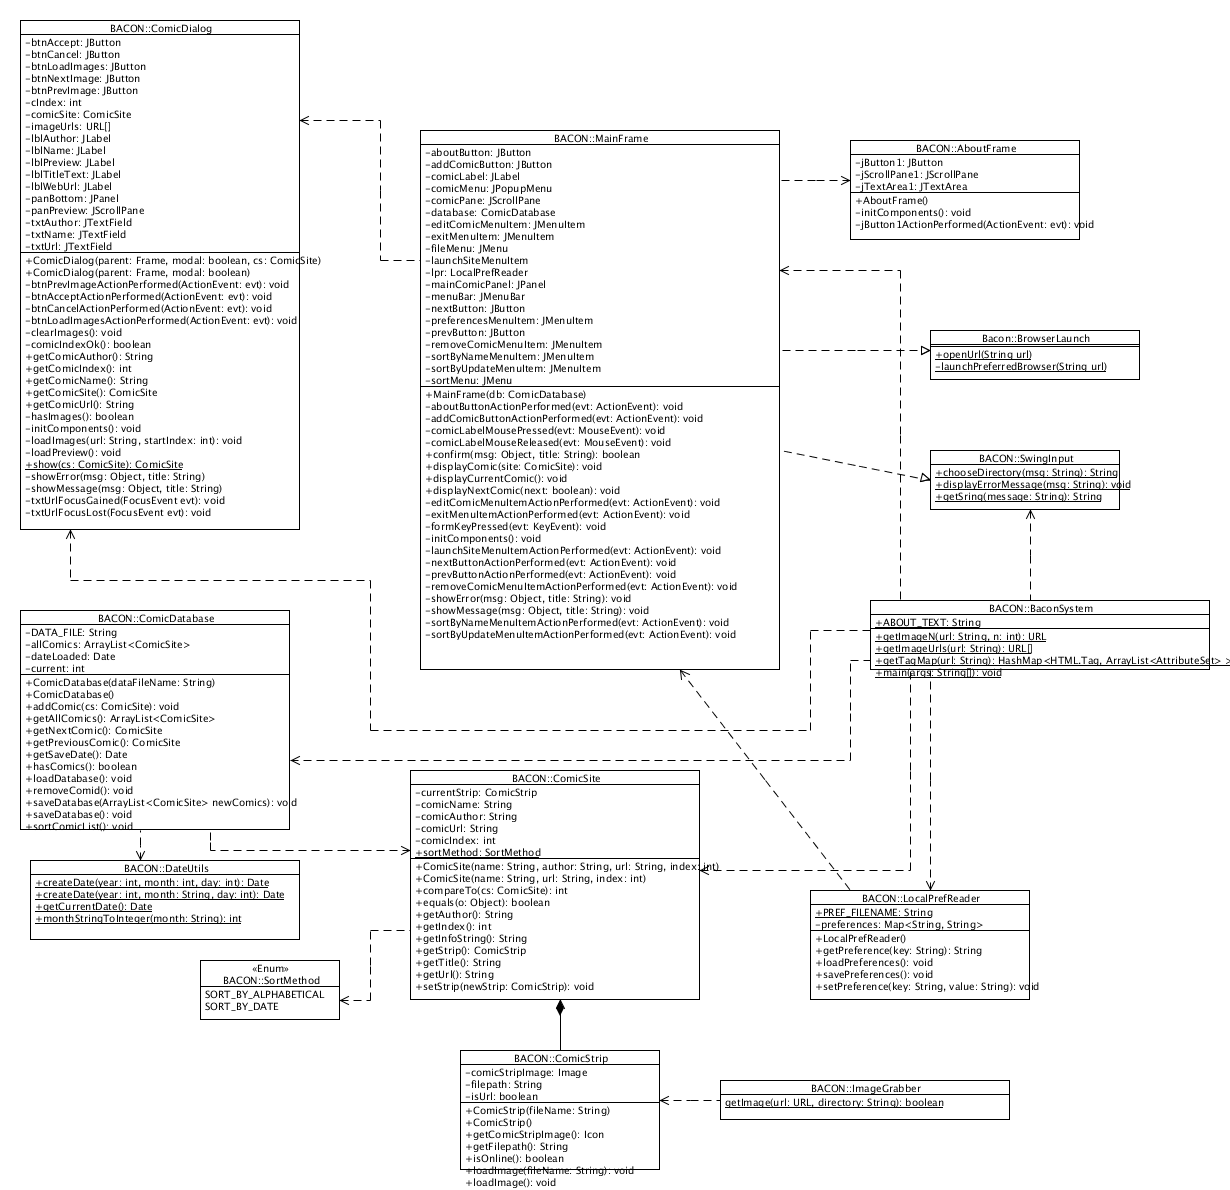 BACON::ComicDialog
-btnAccept: JButton
-btnCancel: JButton
-btnLoadImages: JButton
-btnNextImage: JButton
-btnPrevImage: JButton
-cIndex: int
-comicSite: ComicSite
-imageUrls: URL[]
-lblAuthor: JLabel
-lblName: JLabel
-lblPreview: JLabel
-lblTitleText: JLabel
-lblWebUrl: JLabel
-panBottom: JPanel
-panPreview: JScrollPane
-txtAuthor: JTextField
-txtName: JTextField
-txtUrl: JTextField
+ComicDialog(parent: Frame, modal: boolean, cs: ComicSite)
+ComicDialog(parent: Frame, modal: boolean)
-btnPrevImageActionPerformed(ActionEvent: evt): void
-btnAcceptActionPerformed(ActionEvent: evt): void
-btnCancelActionPerformed(ActionEvent: evt): void
-btnLoadImagesActionPerformed(ActionEvent: evt): void
-clearImages(): void
-comicIndexOk(): boolean
+getComicAuthor(): String
+getComicIndex(): int
+getComicName(): String
+getComicSite(): ComicSite
+getComicUrl(): String
-hasImages(): boolean
-initComponents(): void
-loadImages(url: String, startIndex: int): void
-loadPreview(): void
+show(cs: ComicSite): ComicSite
-showError(msg: Object, title: String)
-showMessage(msg: Object, title: String)
-txtUrlFocusGained(FocusEvent evt): void
-txtUrlFocusLost(FocusEvent evt): void
BACON::MainFrame
-aboutButton: JButton
-addComicButton: JButton
-comicLabel: JLabel
-comicMenu: JPopupMenu
-comicPane: JScrollPane
-database: ComicDatabase
-editComicMenuItem: JMenuItem
-exitMenuItem: JMenuItem
-fileMenu: JMenu
-launchSiteMenuItem
-lpr: LocalPrefReader
-mainComicPanel: JPanel
-menuBar: JMenuBar
-nextButton: JButton
-preferencesMenuItem: JMenuItem
-prevButton: JButton
-removeComicMenuItem: JMenuItem
-sortByNameMenuItem: JMenuItem
-sortByUpdateMenuItem: JMenuItem
-sortMenu: JMenu
+MainFrame(db: ComicDatabase)
-aboutButtonActionPerformed(evt: ActionEvent): void
-addComicButtonActionPerformed(evt: ActionEvent): void
-comicLabelMousePressed(evt: MouseEvent): void
-comicLabelMouseReleased(evt: MouseEvent): void
+confirm(msg: Object, title: String): boolean
+displayComic(site: ComicSite): void
+displayCurrentComic(): void
+displayNextComic(next: boolean): void
-editComicMenuItemActionPerformed(evt: ActionEvent): void
-exitMenuItemActionPerformed(evt: ActionEvent): void
-formKeyPressed(evt: KeyEvent): void
-initComponents(): void
-launchSiteMenuItemActionPerformed(evt: ActionEvent): void
-nextButtonActionPerformed(evt: ActionEvent): void
-prevButtonActionPerformed(evt: ActionEvent): void
-removeComicMenuItemActionPerformed(evt: ActionEvent): void
-showError(msg: Object, title: String): void
-showMessage(msg: Object, title: String): void
-sortByNameMenuItemActionPerformed(evt: ActionEvent): void
-sortByUpdateMenuItemActionPerformed(evt: ActionEvent): void
BACON::AboutFrame
-jButton1: JButton
-jScrollPane1: JScrollPane
-jTextArea1: JTextArea
+AboutFrame()
-initComponents(): void
-jButton1ActionPerformed(ActionEvent: evt): void
Bacon::BrowserLaunch
+openUrl(String url)
-launchPreferredBrowser(String url)
BACON::SwingInput
+chooseDirectory(msg: String): String
+displayErrorMessage(msg: String): void
+getSring(message: String): String
BACON::BaconSystem
+ABOUT_TEXT: String
+getImageN(url: String, n: int): URL
+getImageUrls(url: String): URL[]
+getTagMap(url: String): HashMap<HTML.Tag, ArrayList<AttributeSet> >
+main(args: String[]): void
BACON::ComicDatabase
-DATA_FILE: String
-allComics: ArrayList<ComicSite>
-dateLoaded: Date
-current: int
+ComicDatabase(dataFileName: String)
+ComicDatabase()
+addComic(cs: ComicSite): void
+getAllComics(): ArrayList<ComicSite>
+getNextComic(): ComicSite
+getPreviousComic(): ComicSite
+getSaveDate(): Date
+hasComics(): boolean
+loadDatabase(): void
+removeComid(): void
+saveDatabase(ArrayList<ComicSite> newComics): void
+saveDatabase(): void
+sortComicList(): void
BACON::DateUtils
+createDate(year: int, month: int, day: int): Date
+createDate(year: int, month: String, day: int): Date
+getCurrentDate(): Date
+monthStringToInteger(month: String): int
«Enum»
BACON::SortMethod
SORT_BY_ALPHABETICAL
SORT_BY_DATE
BACON::ComicSite
-currentStrip: ComicStrip
-comicName: String
-comicAuthor: String
-comicUrl: String
-comicIndex: int
+sortMethod: SortMethod
+ComicSite(name: String, author: String, url: String, index: int)
+ComicSite(name: String, url: String, index: int)
+compareTo(cs: ComicSite): int
+equals(o: Object): boolean
+getAuthor(): String
+getIndex(): int
+getInfoString(): String
+getStrip(): ComicStrip
+getTitle(): String
+getUrl(): String
+setStrip(newStrip: ComicStrip): void
BACON::LocalPrefReader
+PREF_FILENAME: String
-preferences: Map<String, String>
+LocalPrefReader()
+getPreference(key: String): String
+loadPreferences(): void
+savePreferences(): void
+setPreference(key: String, value: String): void
BACON::ComicStrip
-comicStripImage: Image
-filepath: String
-isUrl: boolean
+ComicStrip(fileName: String)
+ComicStrip()
+getComicStripImage(): Icon
+getFilepath(): String
+isOnline(): boolean
+loadImage(fileName: String): void
+loadImage(): void
BACON::ImageGrabber
getImage(url: URL, directory: String): boolean